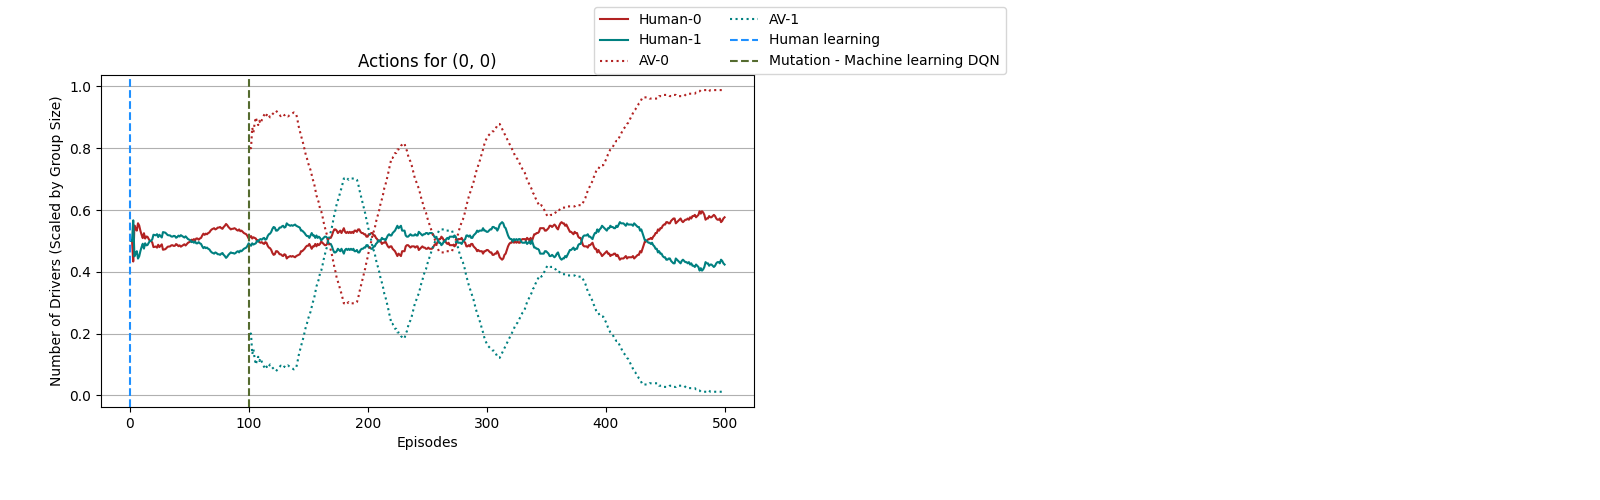 Human-0
Human-1
AV-0
AV-1
Human learning
Mutation - Machine learning DQN
Actions for (0, 0)
Number of Drivers (Scaled by Group Size)
1.0
0.8
0.6
0.4
0.2
0.0
0 100 200 300 400 500
Episodes